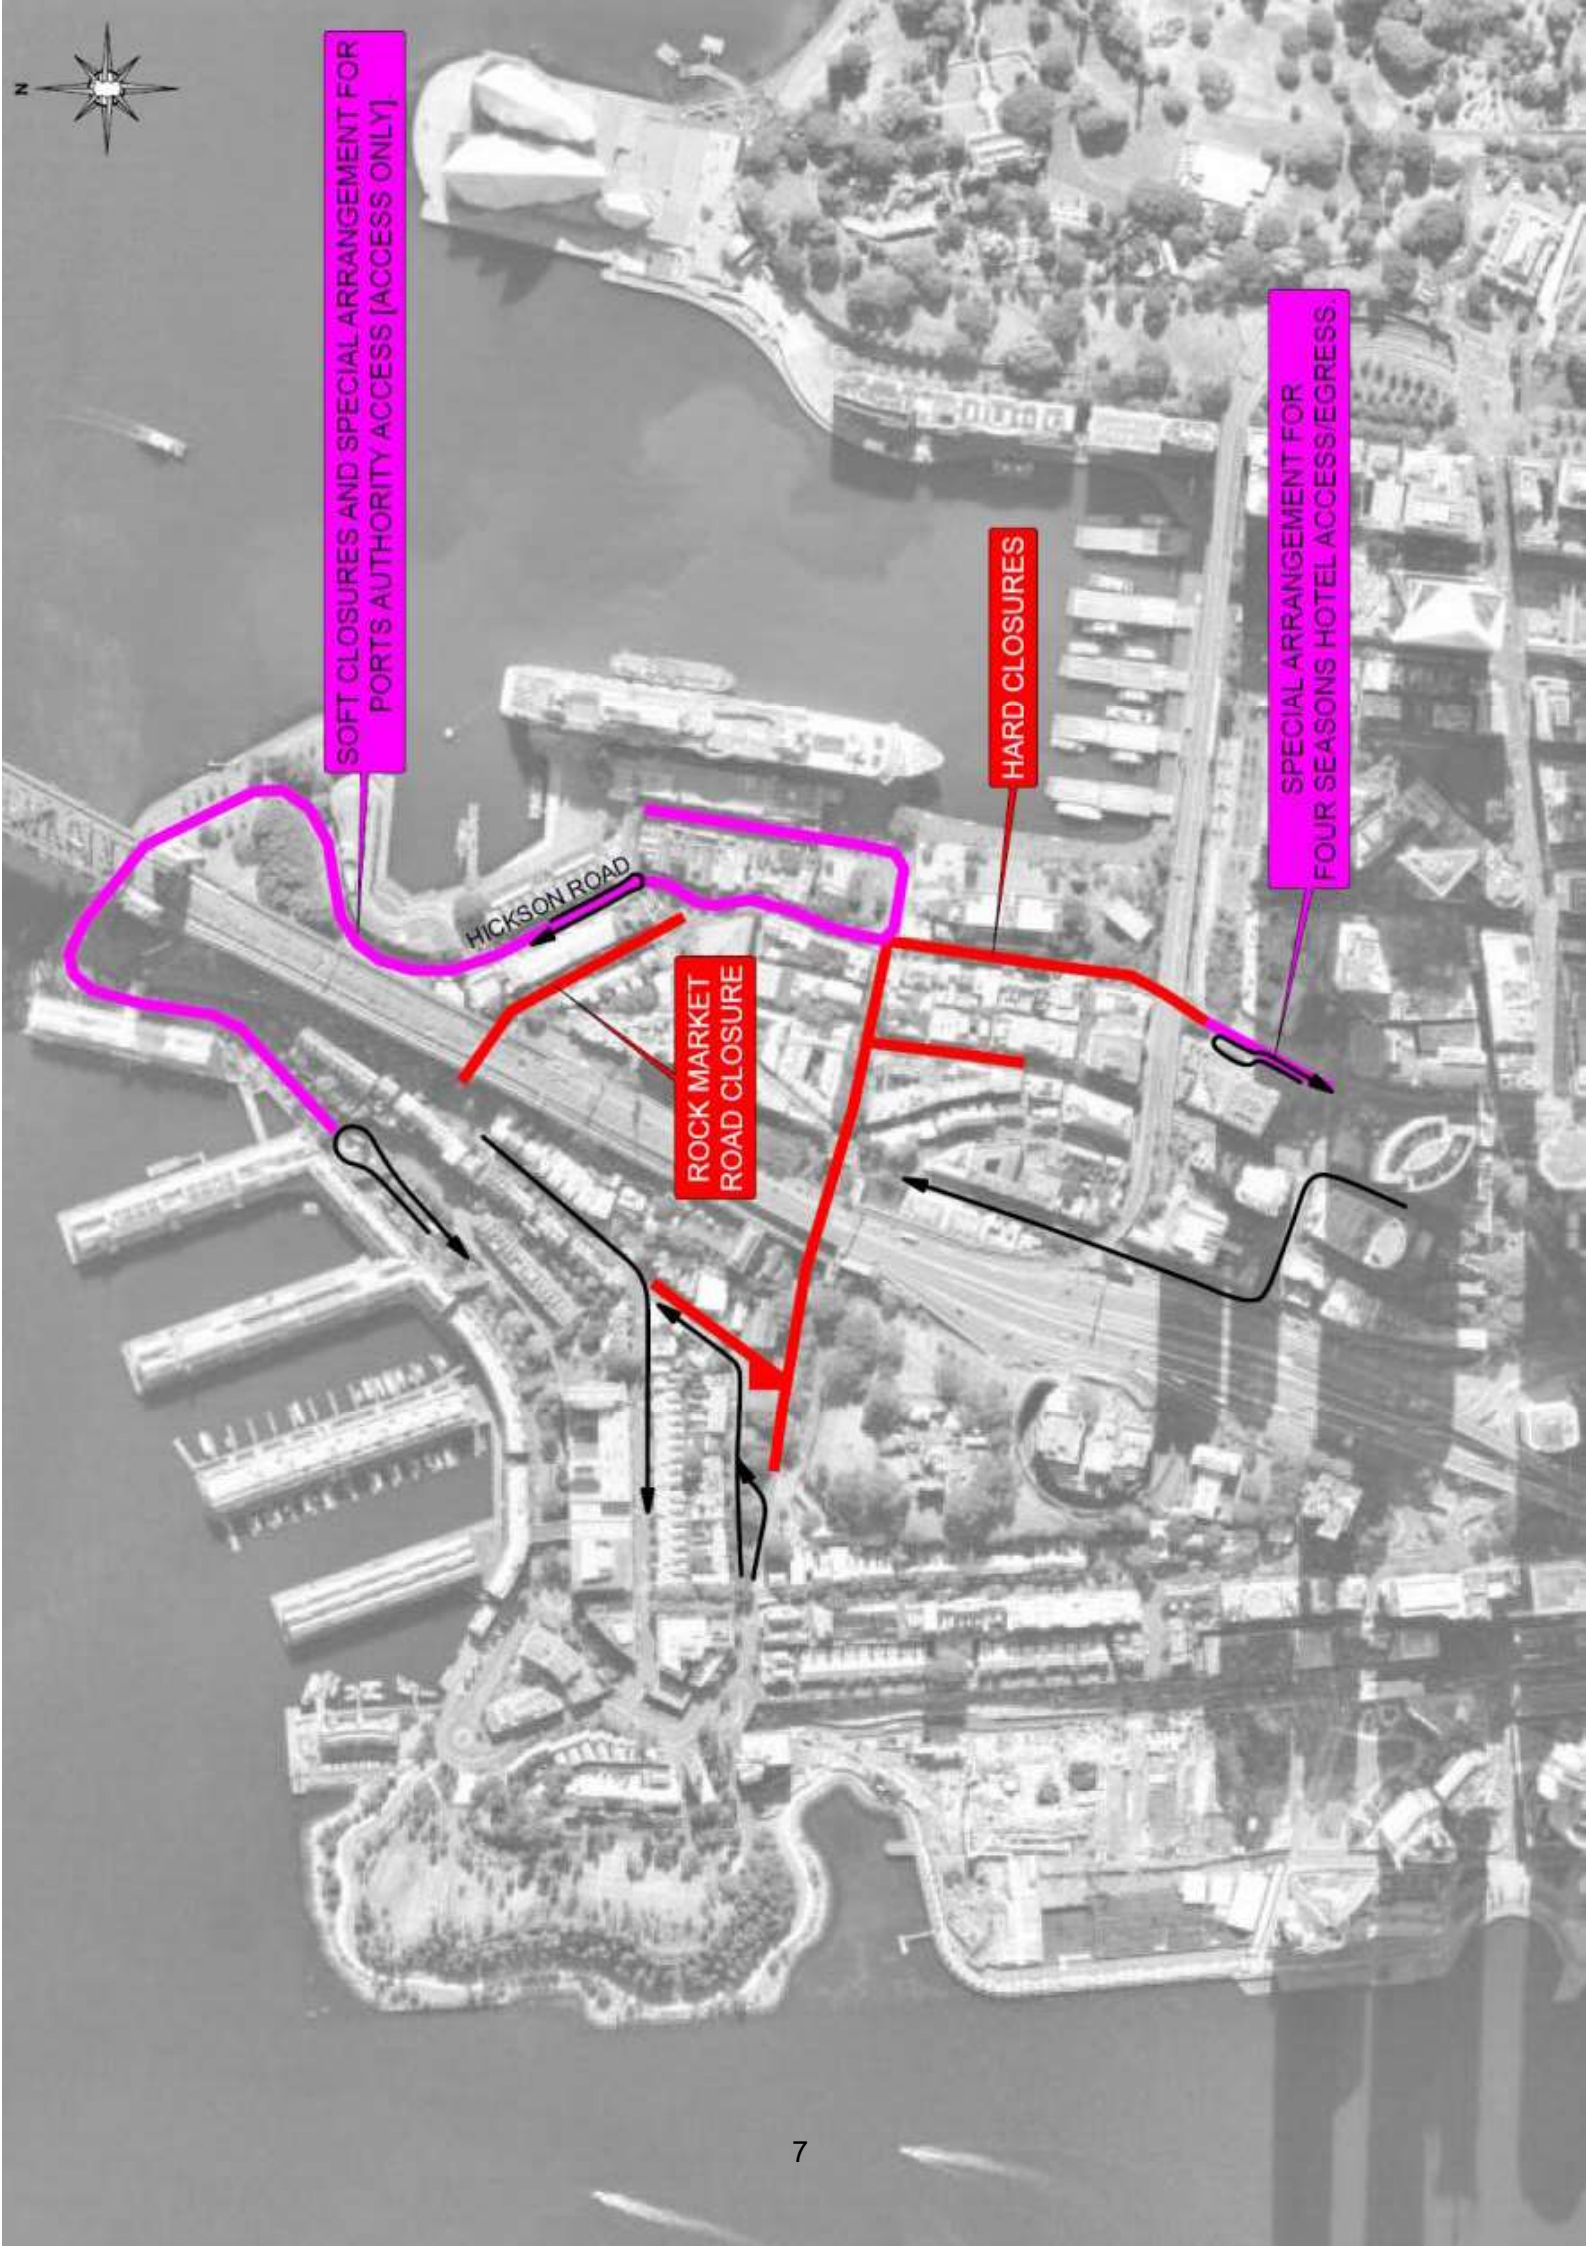 N
SOFT CLOSURES AND SPECIAL ARRANGEMENT FOR
PORTS AUTHORITY ACCESS [ACCESS ONLY].
HICKSON ROAD
ROCK MARKET
ROAD CLOSURE
HARD CLOSURES
SPECIAL ARRANGEMENT FOR
FOUR SEASONS HOTEL ACCESS/EGRESS.
7